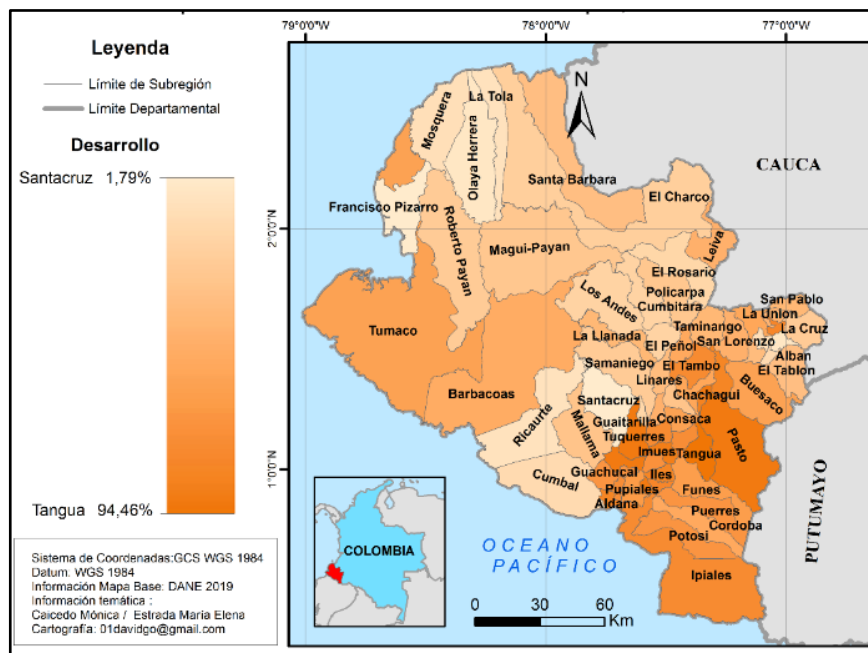 79°0'0"W
78°0'0"W
77°0'0"W
Leyenda
Límite de Subregión
Límite Departamental
Desarrollo
Santacruz 1,79%
Tangua 94,46%
N
CAUCA
PUTUMAYO
2°0'0"N
1°0'0"N
La Tola
Mosquera
Olaya Herrera
Santa Barbara
El Charco
Francisco Pizarro
Roberto Payan
Magui-Payan
Leiva
El Rosario
Policarpa
Cumbitara
Los Andes
San Pablo
La Union
La Cruz
Tumaco
Taminango
San Lorenzo
La Llanada
El Peñol
Alban
Samaniego
El Tambo
El Tablon
Linares
Buesaco
Barbacoas
Santacruz
Chachagui
Ricaurte
Guaitarilla
Consaca
Mallama
Tuquerres
Pasto
Imues
Tangua
Cumbal
Guachucal
Iles
Pupiales
Funes
Aldana
Puerres
Cordoba
Potosi
Ipiales
COLOMBIA
OCEANO
PACÍFICO
0 30 60
Km
Sistema de Coordenadas:GCS WGS 1984
Datum: WGS 1984
Información Mapa Base: DANE 2019
Información temática :
Caicedo Mónica / Estrada María Elena
Cartografía: 01davidgo@gmail.com